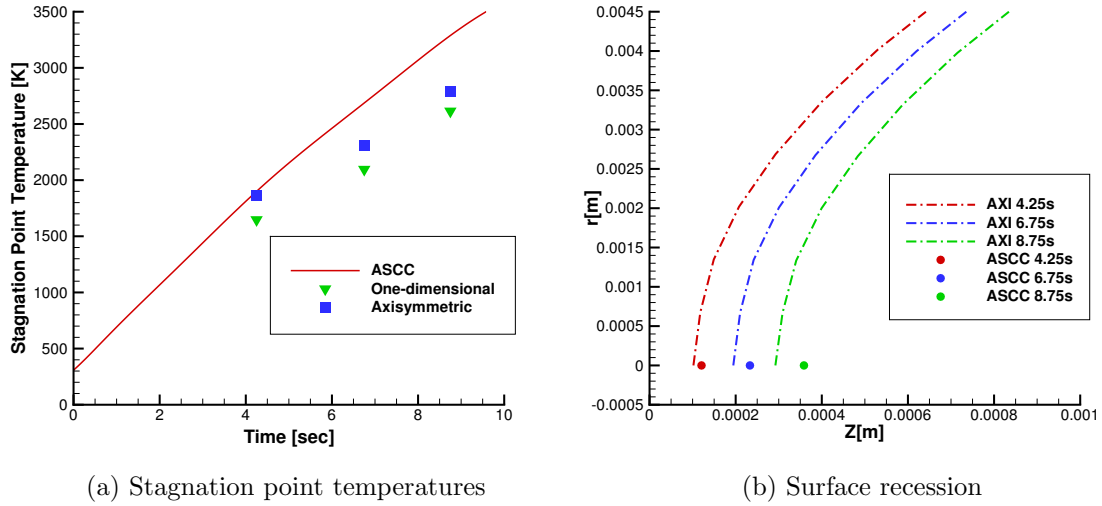 3500
3000
2500
2000
1500
1000
500
0
Stagnation Point Temperature [K]
0 2 4 6 8 10
Time [sec]
ASCC
One-dimensional
Axisymmetric
(a) Stagnation point temperatures
0.0045
0.004
0.0035
0.003
0.0025
0.002
0.0015
0.001
0.0005
0
-0.0005
r[m]
0 0.0002 0.0004 0.0006 0.0008 0.001
Z[m]
AXI 4.25s
AXI 6.75s
AXI 8.75s
ASCC 4.25s
ASCC 6.75s
ASCC 8.75s
(b) Surface recession